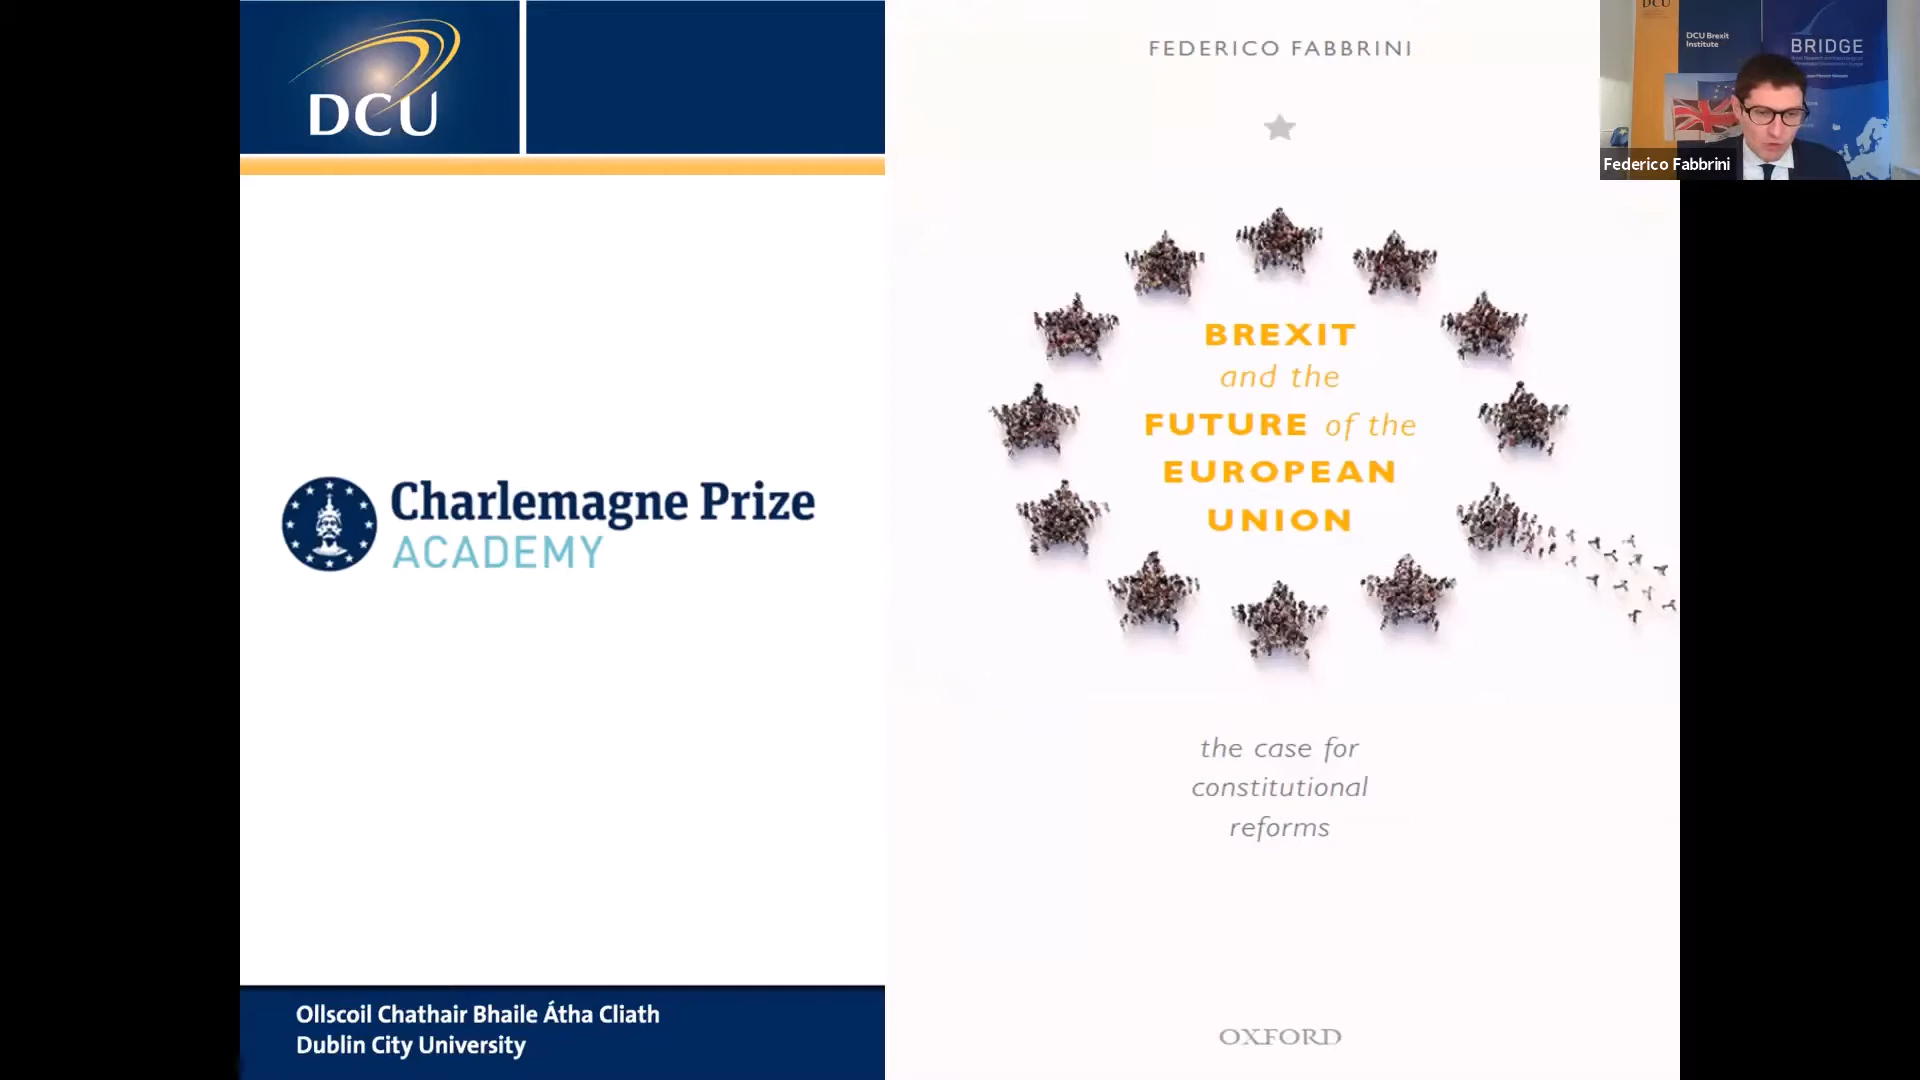 DCU
Charlemagne Prize
ACADEMY
Ollscoil Chathair Bhaile Átha Cliath
Dublin City University
FEDERICO FABBRINI
BREXIT
and the
FUTURE of the
EUROPEAN
UNION
the case for
constitutional
reforms
OXFORD
DCU
DCU Brexit
Institute
BRIDGE
Federico Fabbrini